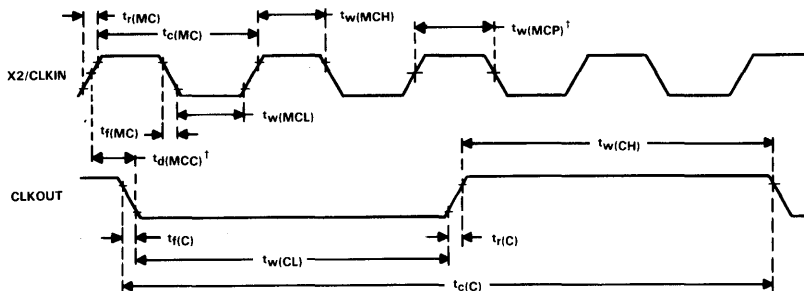 tr(MC)
tw(MCH)
tc(MC)
tw(MCP)†
X2/CLKIN
tw(MCL)
tf(MC)
tw(CH)
td(MCC)†
CLKOUT
tf(C)
tr(C)
tw(CL)
tc(C)